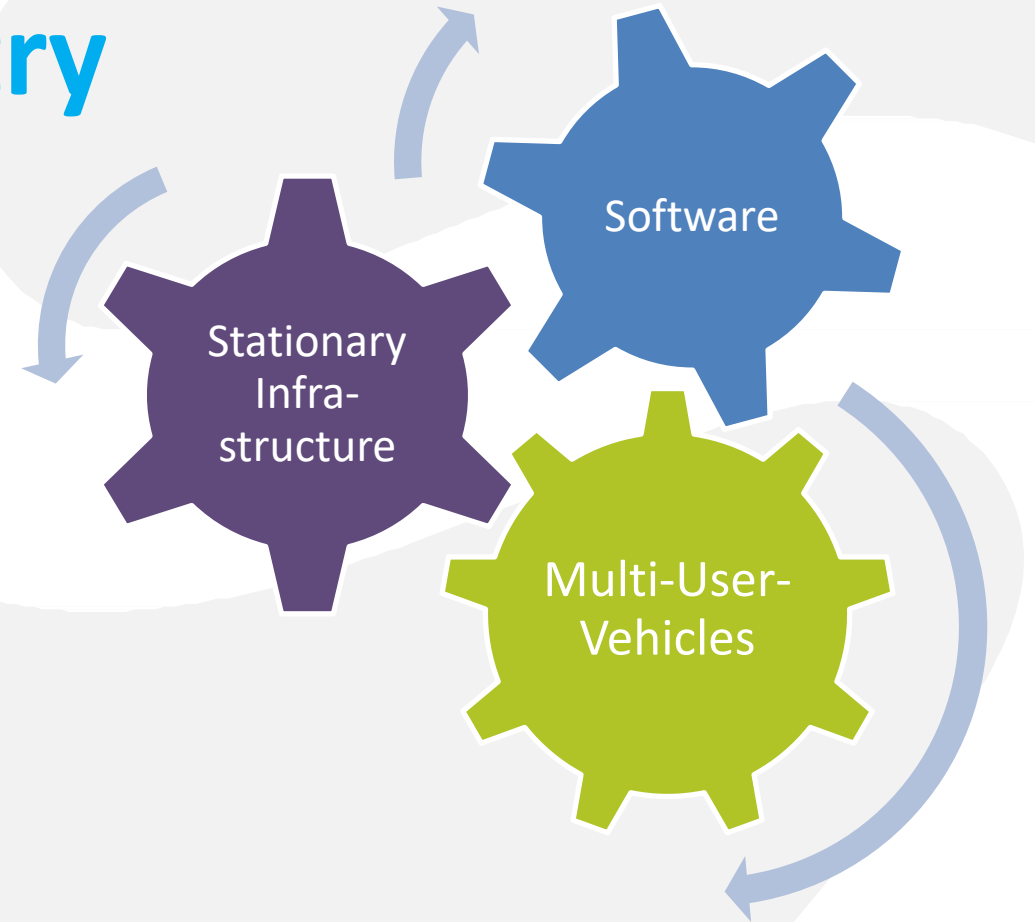 ry
Software
Stationary
Infra-
structure
Multi-User-
Vehicles